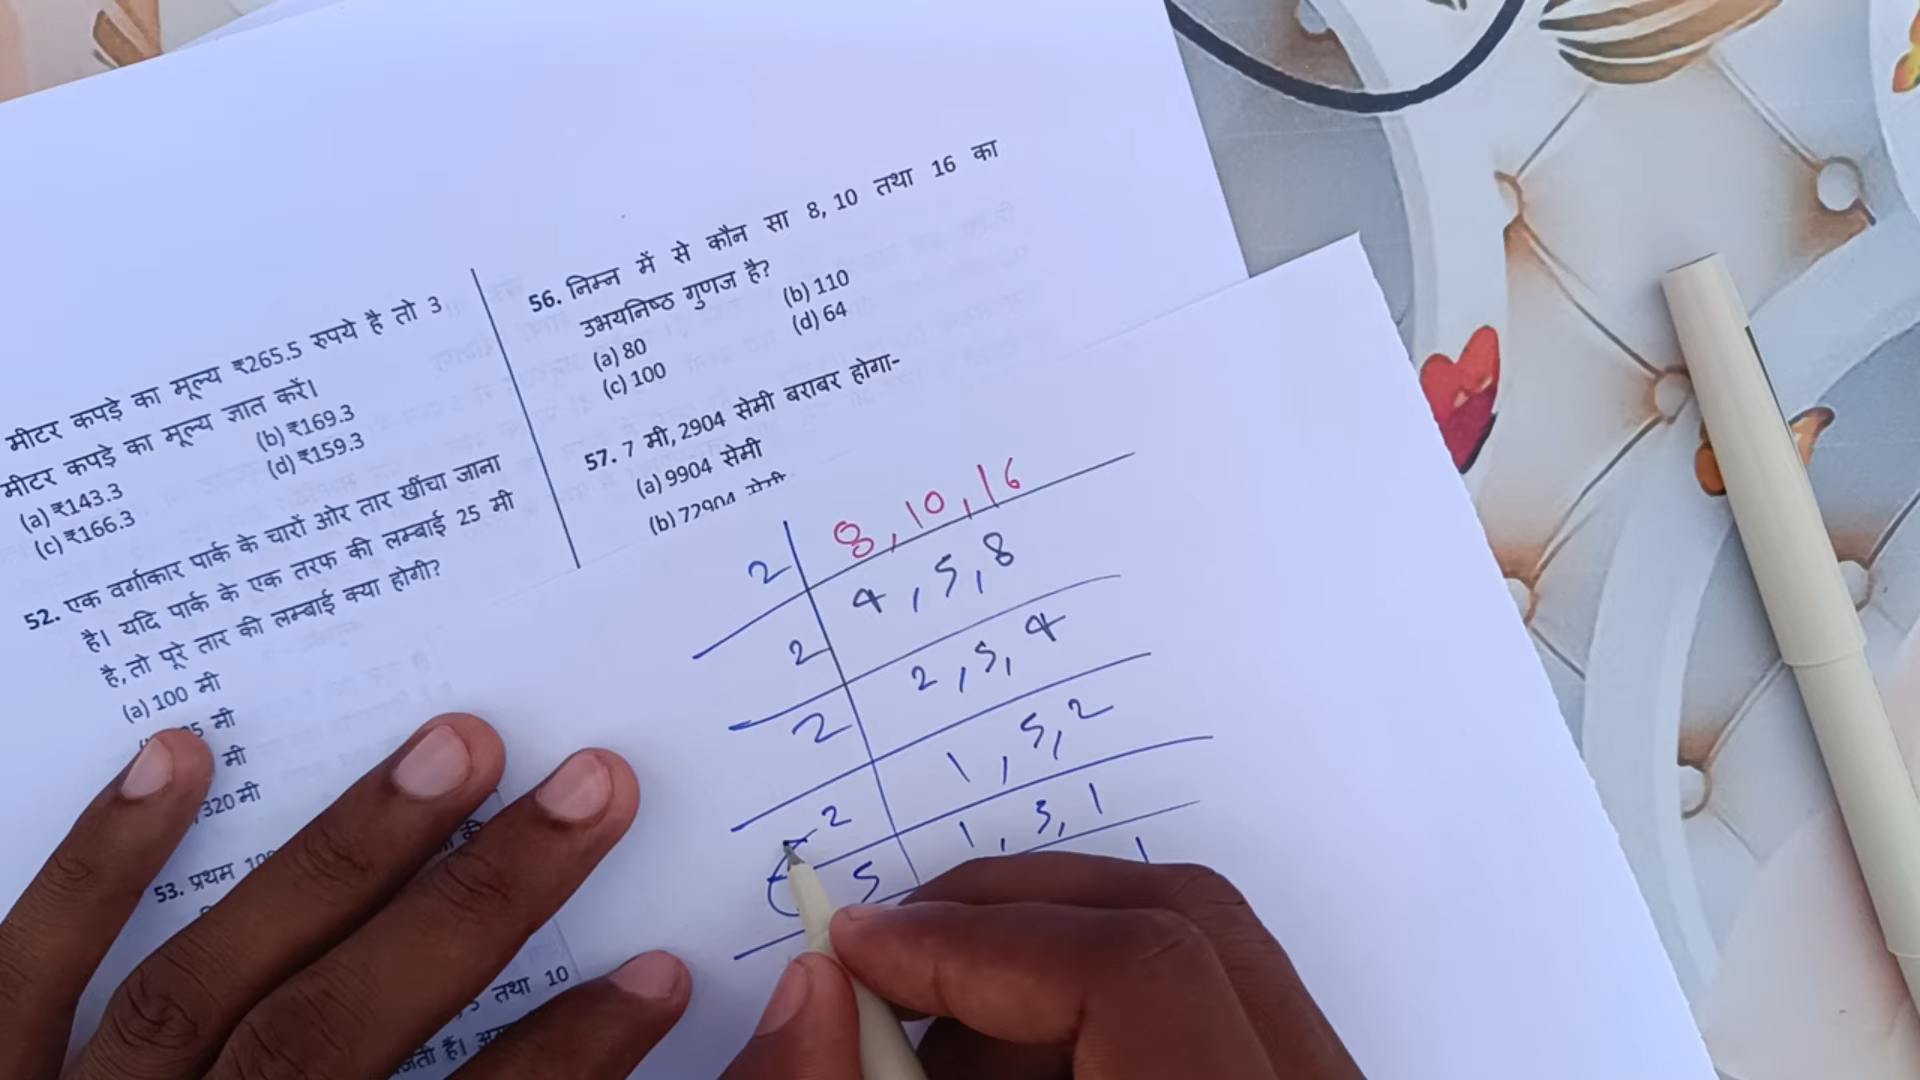 मीटर कपड़े का मूल्य ₹265.5 रुपये है तो 3
मीटर कपड़े का मूल्य ज्ञात करें।
(a) ₹143.3 (b) ₹169.3
(c) ₹166.3 (d) ₹159.3
52. एक वर्गाकार पार्क के चारों ओर तार खींचा जाना
है। यदि पार्क के एक तरफ की लम्बाई 25 मी
है, तो पूरे तार की लम्बाई क्या होगी?
(a) 100 मी
5 मी
मी
320 मी
53. प्रथम
तथा 10
56. निम्न में से कौन सा 8, 10 तथा 16 का
उभयनिष्ठ गुणज है?
(a) 80 (b) 110
(c) 100 (d) 64
57. 7 मी, 2904 सेमी बराबर होगा-
(a) 9904 सेमी
(b)
8, 10, 16
2 4, 5, 8
2 2, 5, 4
2 1, 5, 2
2 1, 5, 1
5 1